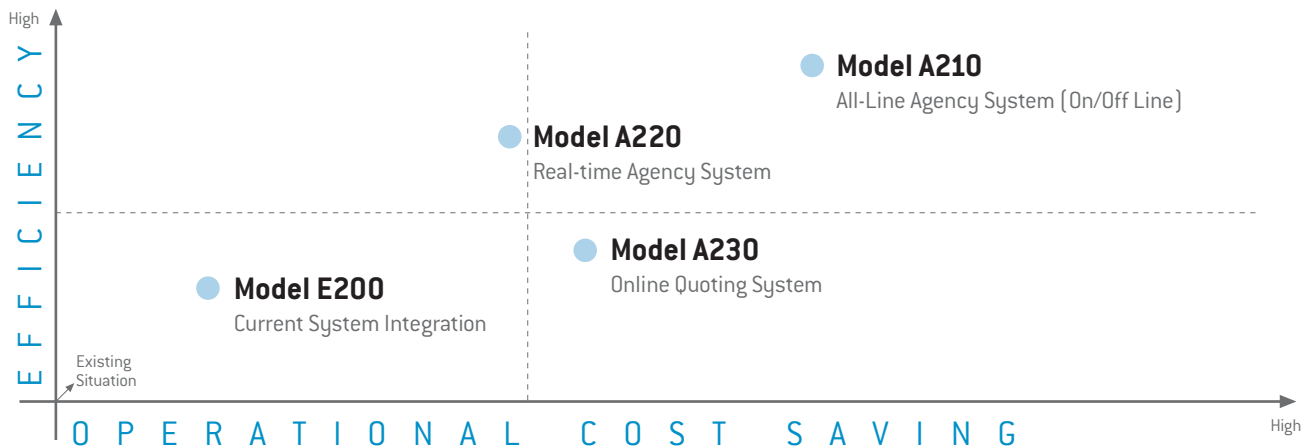 High
EFFICIENCY
Model A210
All-Line Agency System (On/Off Line)
Model A220
Real-time Agency System
Model A230
Online Quoting System
Model E200
Current System Integration
Existing
Situation
OPERATIONAL COST SAVING
High